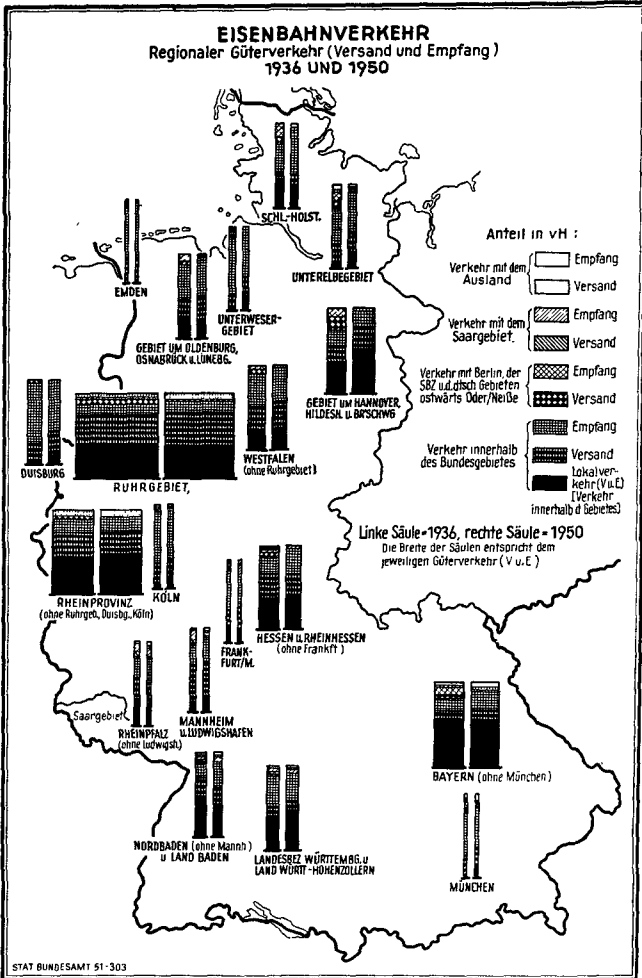 EISENBAHNVERKEHR
Regionaler Güterverkehr (Versand und Empfang)
1936 UND 1950
SCHL.-HOLST.
UNTERELBEGEBIET
EMDEN
UNTERWESER-
GEBIET
GEBIET UM OLDENBURG,
OSNABRÜCK u. LÜNEBG.
GEBIET UM HANNOVER,
HILDESH. u. BR'SCHWG
Anteil in vH :
Verkehr mit dem
Ausland
Empfang
Versand
Verkehr mit dem
Saargebiet.
Empfang
Versand
Verkehr mit Berlin, der
SBZ u.d.dtsch Gebieten
ostwärts Oder/Neiße
Empfang
Versand
Verkehr innerhalb
des Bundesgebietes
Empfang
Versand
Lokalver-
kehr (V u. E)
[Verkehr
innerhalb d Gebietes]
DUISBURG
RUHRGEBIET,
WESTFALEN
(ohne Ruhrgebiet)
Linke Säule=1936, rechte Säule=1950
Die Breite der Säulen entspricht dem
jeweiligen Güterverkehr (V u. E)
RHEINPROVINZ
(ohne Ruhrgeb., Duisbg., Köln)
KÖLN
FRANK-
FURT/M.
HESSEN u. RHEINHESSEN
(ohne Frankft)
Saargebiet
RHEINPFALZ
(ohne Ludwigsh.)
MANNHEIM
u. LUDWIGSHAFEN
BAYERN (ohne München)
NORDBADEN (ohne Mannh)
u LAND BADEN
LANDESBEZ WÜRTTEMBG. u
LAND WÜRTT-HOHENZOLLERN
MÜNCHEN
STAT BUNDESAMT 51-303